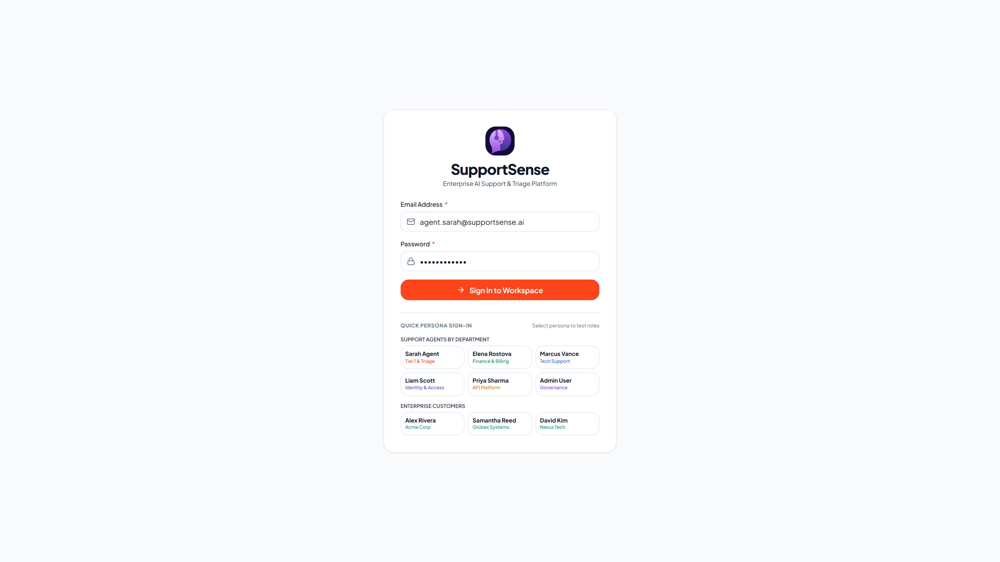 SupportSense
Enterprise AI Support & Triage Platform
Email Address *
agent.sarah@supportsense.ai
Password *
••••••••••••
→ Sign In to Workspace
QUICK PERSONA SIGN-IN Select persona to test roles
SUPPORT AGENTS BY DEPARTMENT
Sarah Agent Elena Rostova Marcus Vance
Tier 1 & Triage Finance & Billing Tech Support
Liam Scott Priya Sharma Admin User
Identity & Access API Platform Governance
ENTERPRISE CUSTOMERS
Alex Rivera Samantha Reed David Kim
Acme Corp Globex Systems Nexus Tech